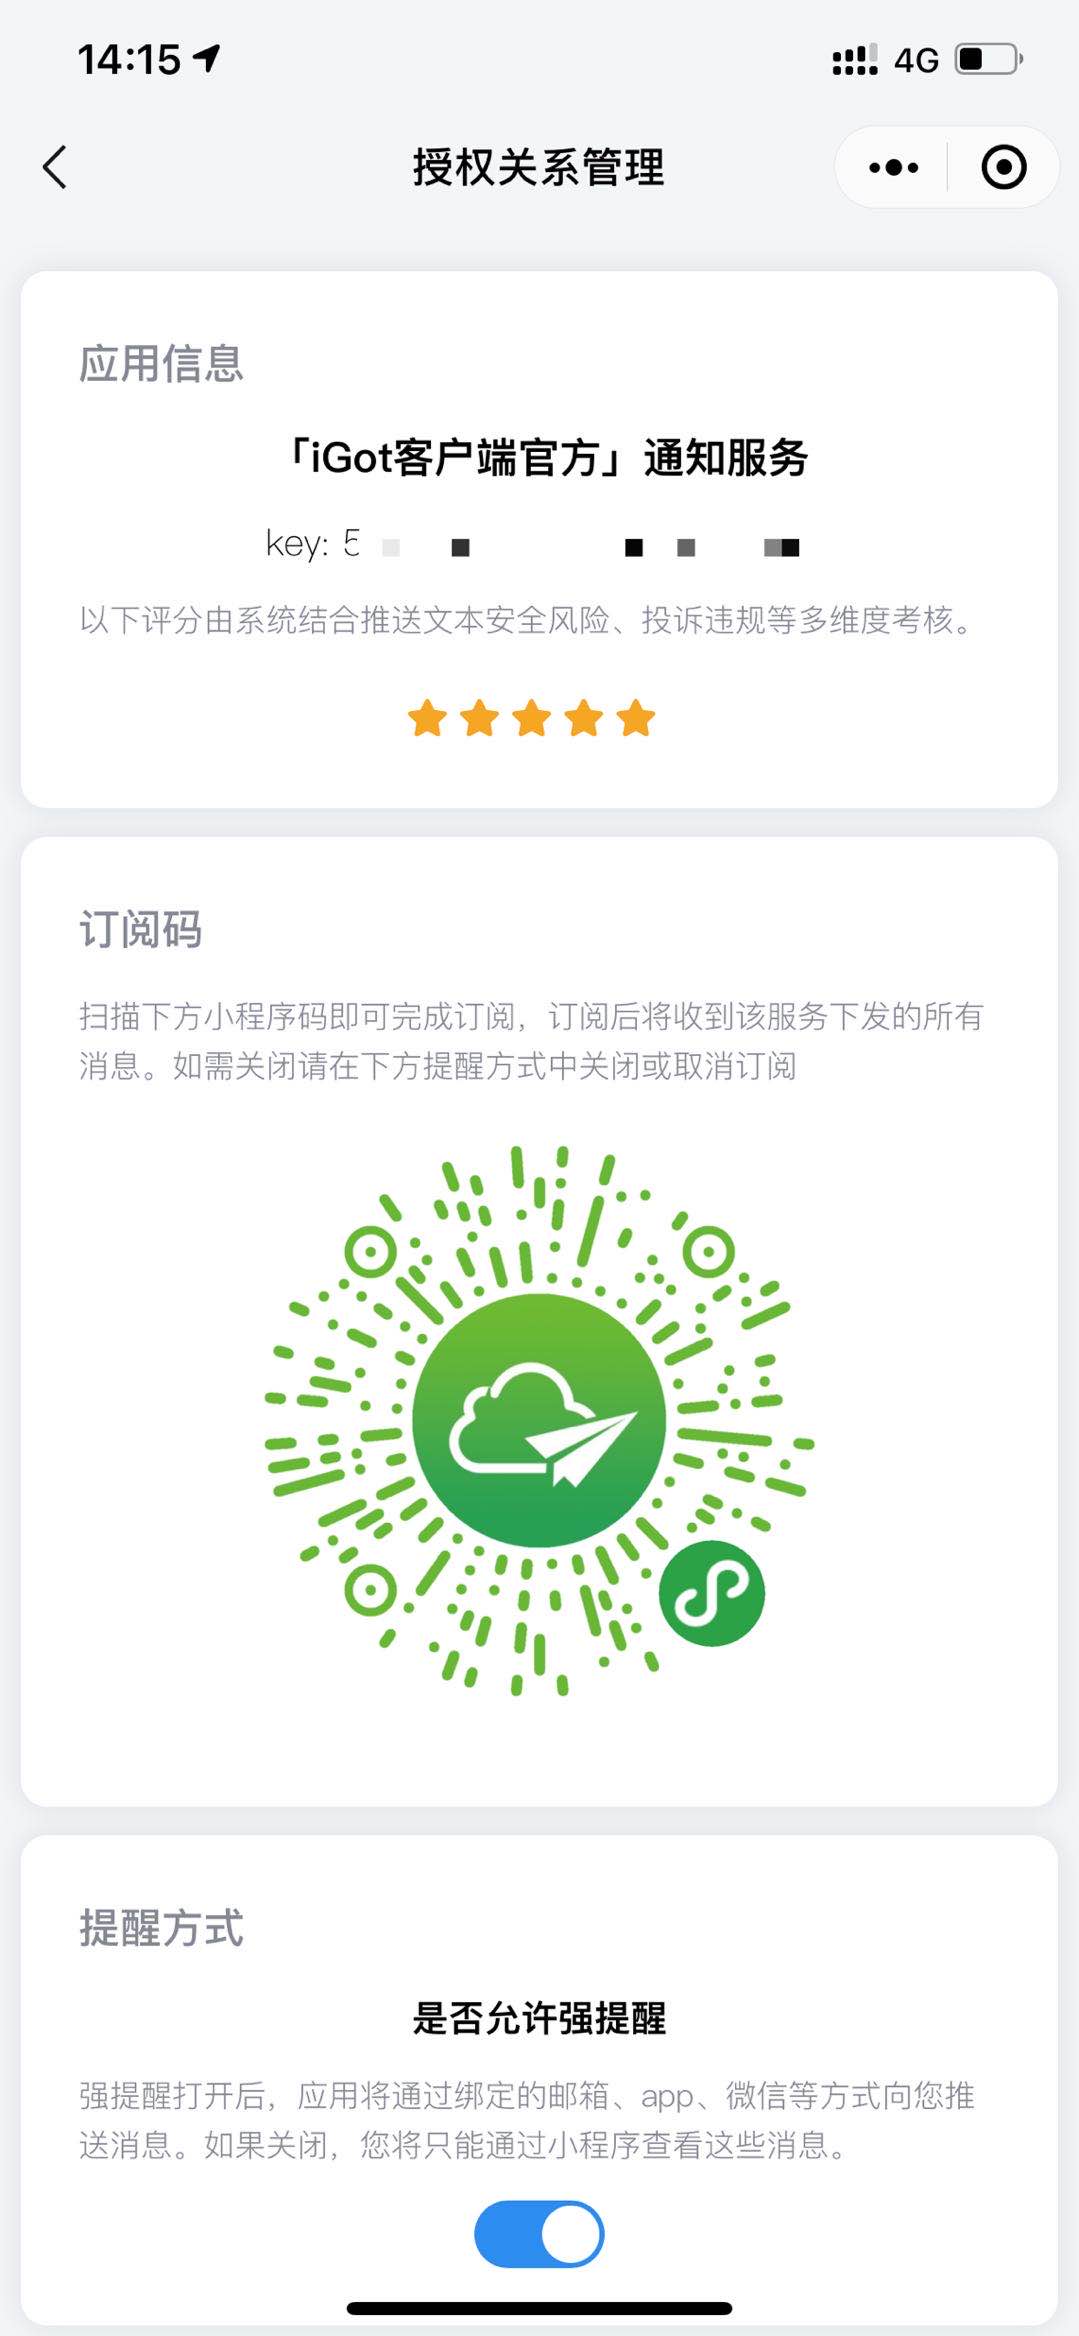 14:15
4G
授权关系管理
应用信息
「iGot客户端官方」通知服务
key: 5
以下评分由系统结合推送文本安全风险、投诉违规等多维度考核。
订阅码
扫描下方小程序码即可完成订阅，订阅后将收到该服务下发的所有
消息。如需关闭请在下方提醒方式中关闭或取消订阅
提醒方式
是否允许强提醒
强提醒打开后，应用将通过绑定的邮箱、app、微信等方式向您推
送消息。如果关闭，您将只能通过小程序查看这些消息。